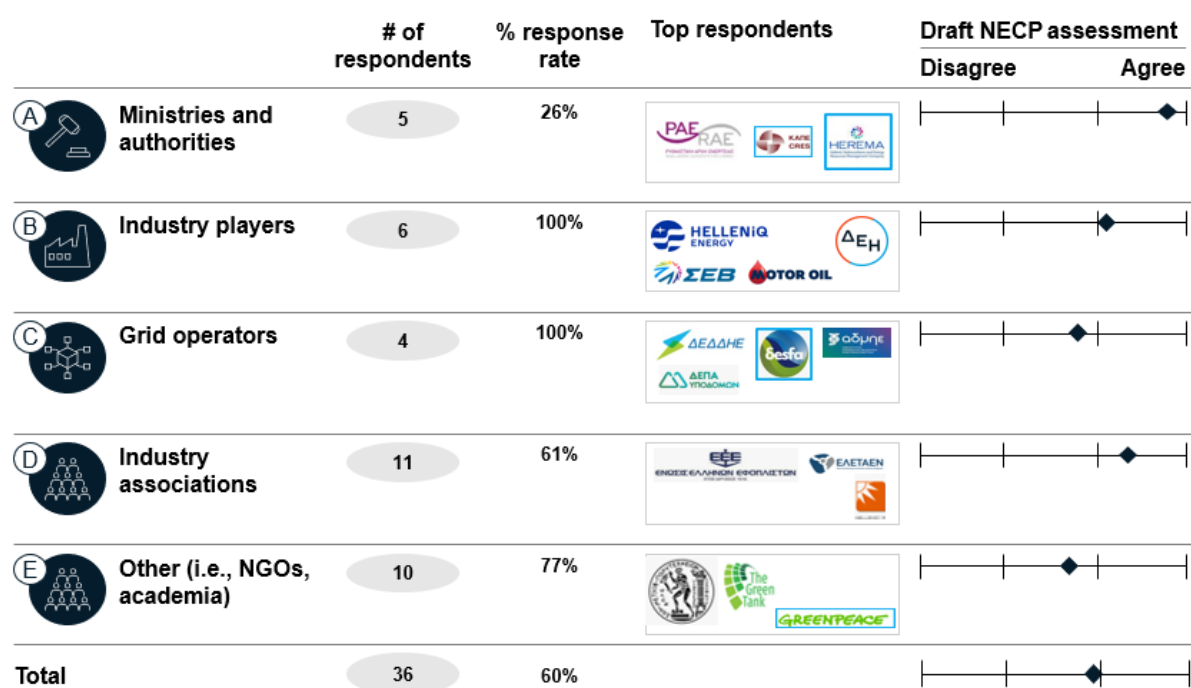 # of
respondents
% response
rate
Top respondents
Draft NECP assessment
Disagree
Agree
A
Ministries and
authorities
5
26%
ΡΑΕ
RAE
ΚΑΠΕ
CRES
HEREMA
B
Industry players
6
100%
HELLENiQ
ENERGY
ΔΕΗ
ΣΕΒ
MOTOR OIL
C
Grid operators
4
100%
ΔΕΔΔΗΕ
δesfa
αδμηε
ΔΕΠΑ
ΥΠΟΔΟΜΩΝ
D
Industry
associations
11
61%
ΕΕΕ
ΕΝΩΣΙΣ ΕΛΛΗΝΩΝ ΕΦΟΠΛΙΣΤΩΝ
ΕΛΕΤΑΕΝ
E
Other (i.e., NGOs,
academia)
10
77%
The
Green
Tank
GREENPEACE
Total
36
60%